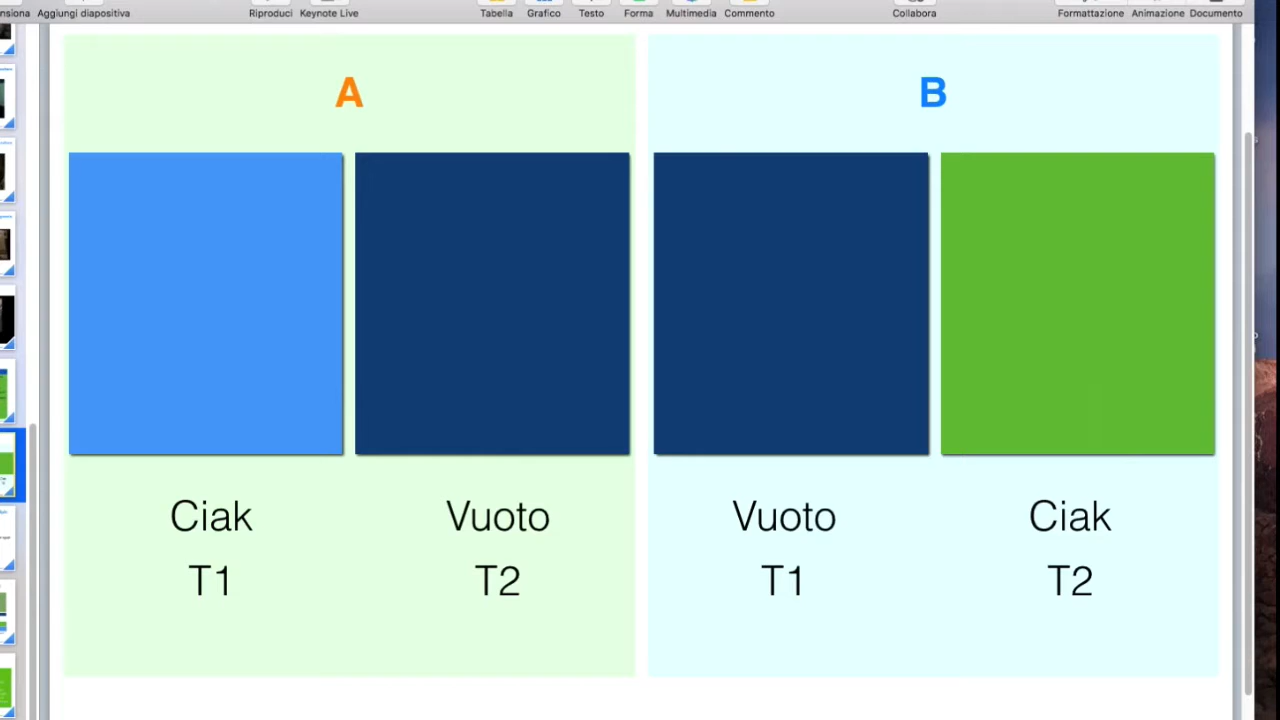 Aggiungi diapositiva Riproduci Keynote Live Tabella Grafico Testo Forma Multimedia Commento Collabora Formattazione Animazione Documento
A
B
Ciak Vuoto Vuoto Ciak
T1 T2 T1 T2